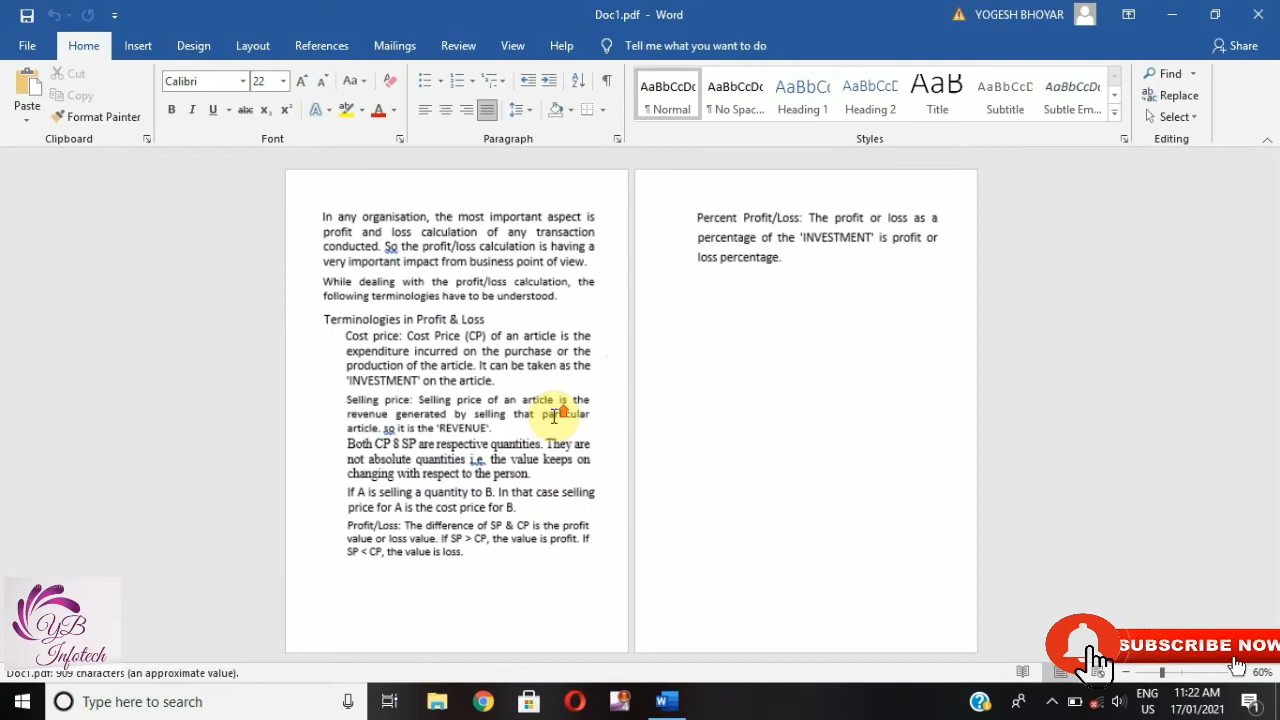 Doc1.pdf - Word
YOGESH BHOYAR
File Home Insert Design Layout References Mailings Review View Help Tell me what you want to do Share
Paste
Cut
Copy
Format Painter
Calibri 22
Aa
B I U abc x₂ x² A A
AaBbCcDc AaBbCcDc AaBbCc AaBbCcD AaB AaBbCcD AaBbCcDc
¶ Normal ¶ No Spac... Heading 1 Heading 2 Title Subtitle Subtle Em...
Find
Replace
Select
Clipboard Font Paragraph Styles Editing
In any organisation, the most important aspect is
profit and loss calculation of any transaction
conducted. So the profit/loss calculation is having a
very important impact from business point of view.
While dealing with the profit/loss calculation, the
following terminologies have to be understood.
Terminologies in Profit & Loss
Cost price: Cost Price (CP) of an article is the
expenditure incurred on the purchase or the
production of the article. It can be taken as the
'INVESTMENT' on the article.
Selling price: Selling price of an article is the
revenue generated by selling that particular
article. so it is the 'REVENUE'.
Both CP 8 SP are respective quantities. They are
not absolute quantities i.e. the value keeps on
changing with respect to the person.
If A is selling a quantity to B. In that case selling
price for A is the cost price for B.
Profit/Loss: The difference of SP & CP is the profit
value or loss value. If SP > CP, the value is profit. If
SP < CP, the value is loss.
Percent Profit/Loss: The profit or loss as a
percentage of the 'INVESTMENT' is profit or
loss percentage.
YB
Infotech
SUBSCRIBE NOW
Doc1.pdf: 909 characters (an approximate value).
60%
Type here to search
ENG
US
11:22 AM
17/01/2021